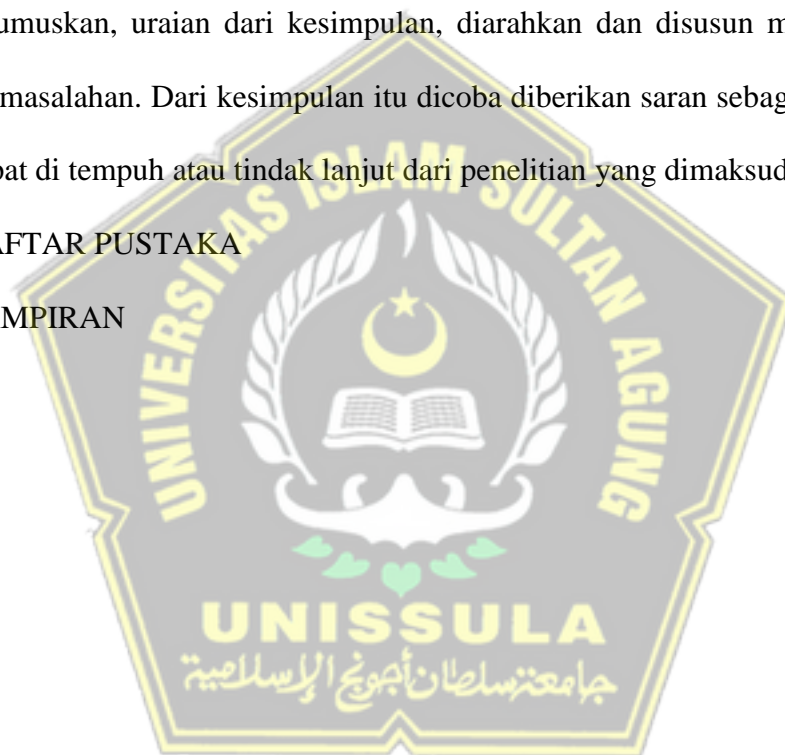 umuskan, uraian dari kesimpulan, diarahkan dan disusun m
masalahan. Dari kesimpulan itu dicoba diberikan saran sebag
pat di tempuh atau tindak lanjut dari penelitian yang dimaksud
AFTAR PUSTAKA
MPIRAN
UNIVERSITAS ISLAM SULTAN AGUNG
UNISSULA
جامعة سلطان أجونج الإسلامية